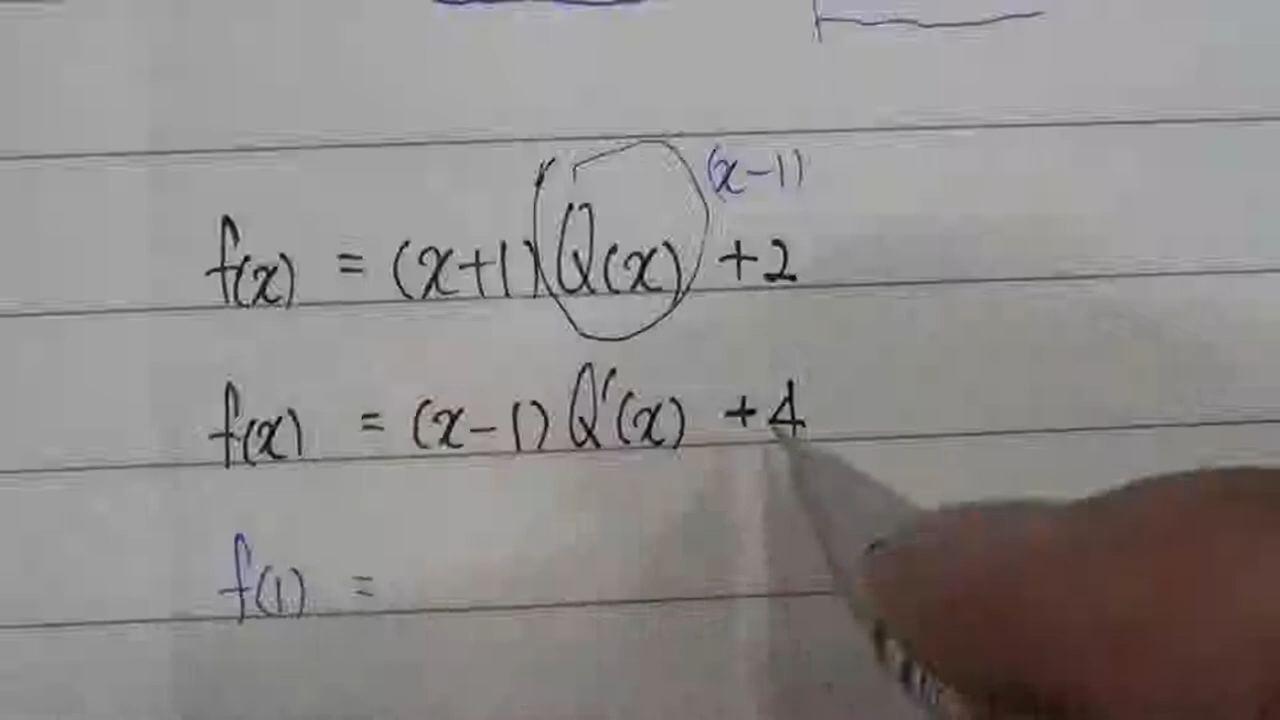 (x-1)
f(x) = (x+1) Q(x) +2
f(x) = (x-1) Q'(x) +4
f(1) =